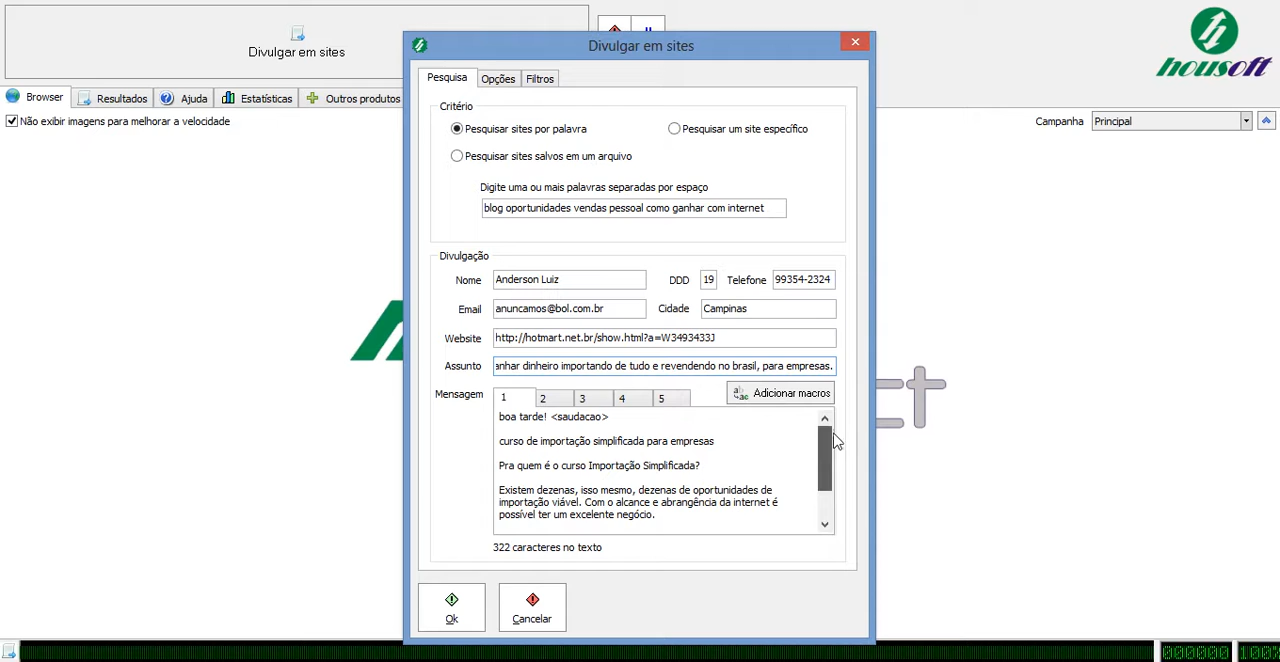 Divulgar em sites
Divulgar em sites
housoft
Browser
Resultados
Ajuda
Estatísticas
Outros produtos
Não exibir imagens para melhorar a velocidade
Campanha
Principal
Pesquisa
Opções
Filtros
Critério
Pesquisar sites por palavra
Pesquisar um site específico
Pesquisar sites salvos em um arquivo
Digite uma ou mais palavras separadas por espaço
blog oportunidades vendas pessoal como ganhar com internet
Divulgação
Nome Anderson Luiz DDD 19 Telefone 99354-2324
Email anuncamos@bol.com.br Cidade Campinas
Website http://hotmart.net.br/show.html?a=W3493433J
Assunto anhar dinheiro importando de tudo e revendendo no brasil, para empresas.
Mensagem 1 2 3 4 5 Adicionar macros
boa tarde! <saudacao>
curso de importação simplificada para empresas
Pra quem é o curso Importação Simplificada?
Existem dezenas, isso mesmo, dezenas de oportunidades de
importação viável. Com o alcance e abrangência da internet é
possível ter um excelente negócio.
322 caracteres no texto
Ok
Cancelar